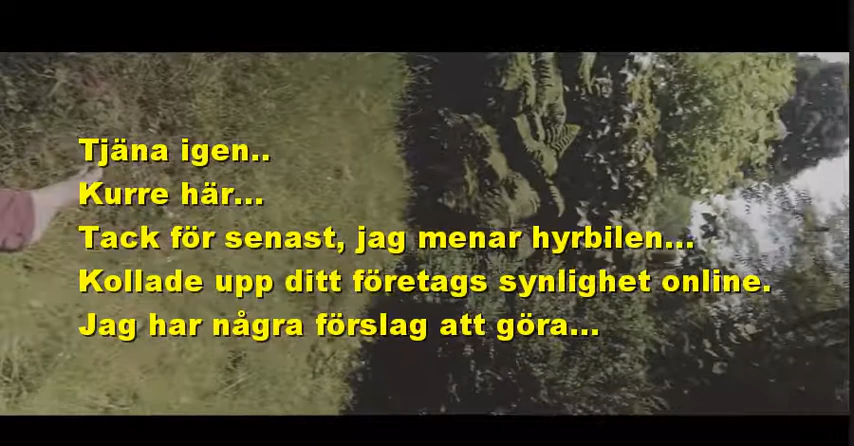 Tjäna igen..
Kurre här...
Tack för senast, jag menar hyrbilen...
Kollade upp ditt företags synlighet online.
Jag har några förslag att göra...